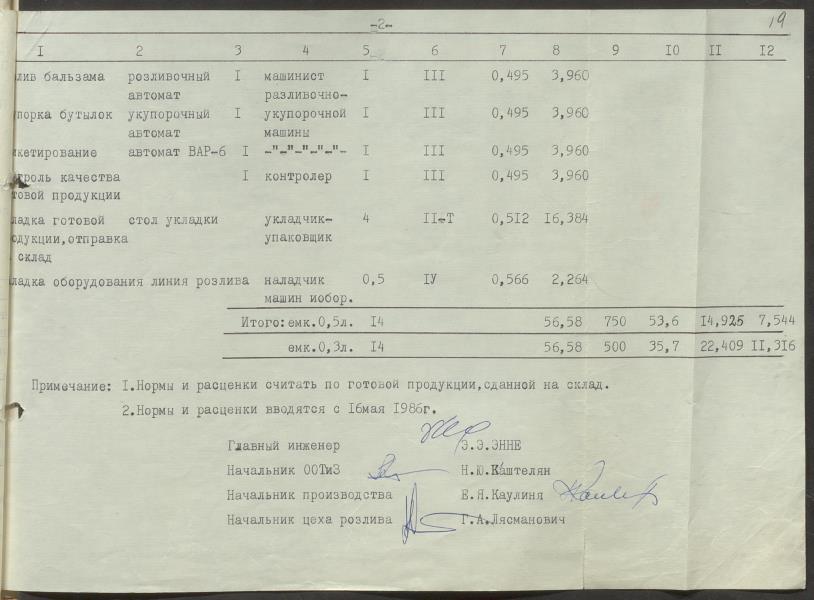 -2-
19
I 2 3 4 5 6 7 8 9 I0 II I2
лив бальзама розливочный I машинист I III 0,495 3,960
автомат разливочно-
порка бутылок укупорочный I укупорочной I III 0,495 3,960
автомат машины
икетирование автомат ВАР-6 I -"-"-"-"-"- I III 0,495 3,960
троль качества I контролер I III 0,495 3,960
товой продукции
ладка готовой стол укладки укладчик- 4 II-Т 0,5I2 I6,384
одукции,отправка упаковщик
склад
ладка оборудования линия розлива наладчик 0,5 IУ 0,566 2,264
машин иобор.
Итого: емк.0,5л. I4 56,58 750 53,6 I4,925 7,544
емк.0,3л. I4 56,58 500 35,7 22,409 II,3I6
Примечание: I.Нормы и расценки считать по готовой продукции,сданной на склад.
2.Нормы и расценки вводятся с I6мая I986г.
Главный инженер Э.Э.ЭННЕ
Начальник ООТиЗ Н.Ю.Каштелян
Начальник производства Е.Я.Каулиня
Начальник цеха розлива Г.А.Лясманович